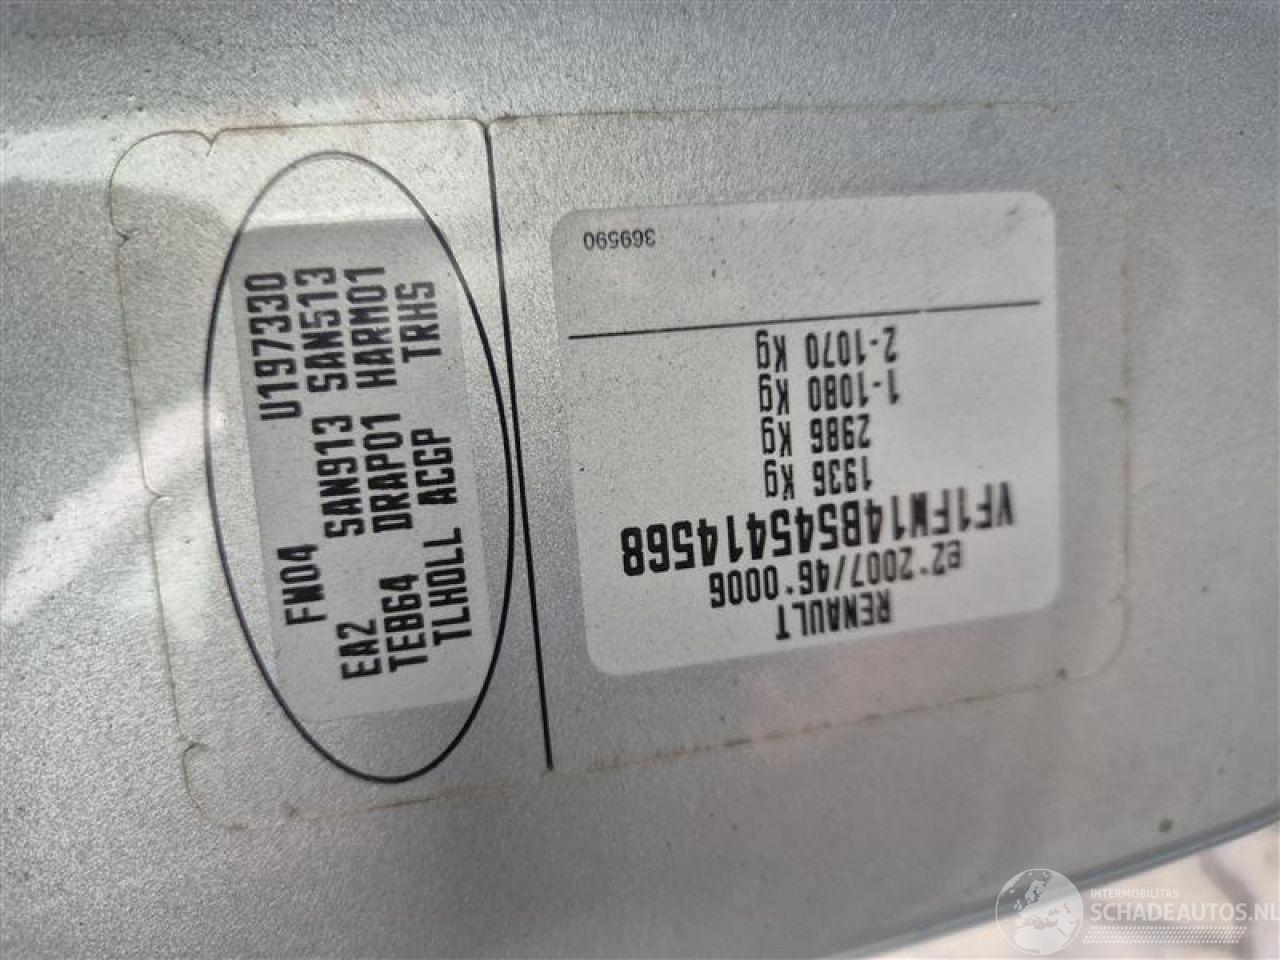 RENAULT
e2*2007/46*0006
VF1FW14B545414568
1936 Kg
2986 Kg
1-1080 Kg
2-1070 Kg
369590
FW04 U197330
EA2 SAN913 SAN513
TEB64 DRAP01 HARM01
TLHOLL ACGP TRHS
INTERMOBILITAS
SCHADEAUTOS.NL